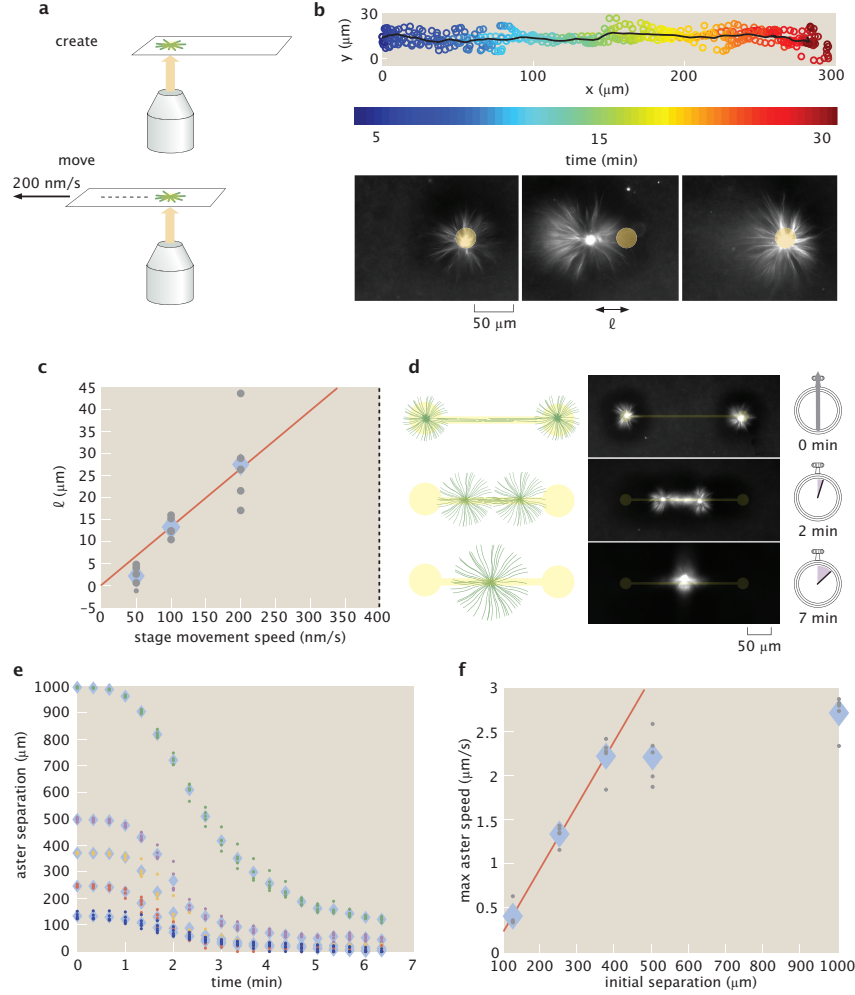 a
create
move
200 nm/s
b
y (μm)
30
0
0 100 200 300
x (μm)
5 15 30
time (min)
50 μm
ℓ
c
ℓ (μm)
45
40
35
30
25
20
15
10
5
0
-5
0 50 100 150 200 250 300 350 400
stage movement speed (nm/s)
d
0 min
2 min
7 min
50 μm
e
aster separation (μm)
1000
900
800
700
600
500
400
300
200
100
0
0 1 2 3 4 5 6 7
time (min)
f
max aster speed (μm/s)
3
2.5
2
1.5
1
0.5
0
100 200 300 400 500 600 700 800 900 1000
initial separation (μm)